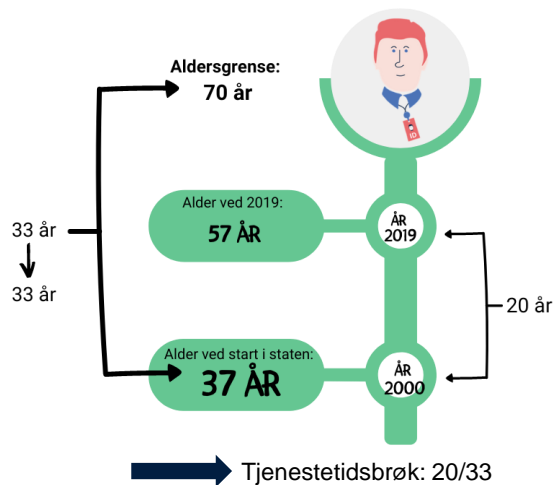 Aldersgrense:
70 år
ID
Alder ved 2019:
57 ÅR
ÅR
2019
33 år
33 år
20 år
Alder ved start i staten:
37 ÅR
ÅR
2000
Tjenestetidsbrøk: 20/33